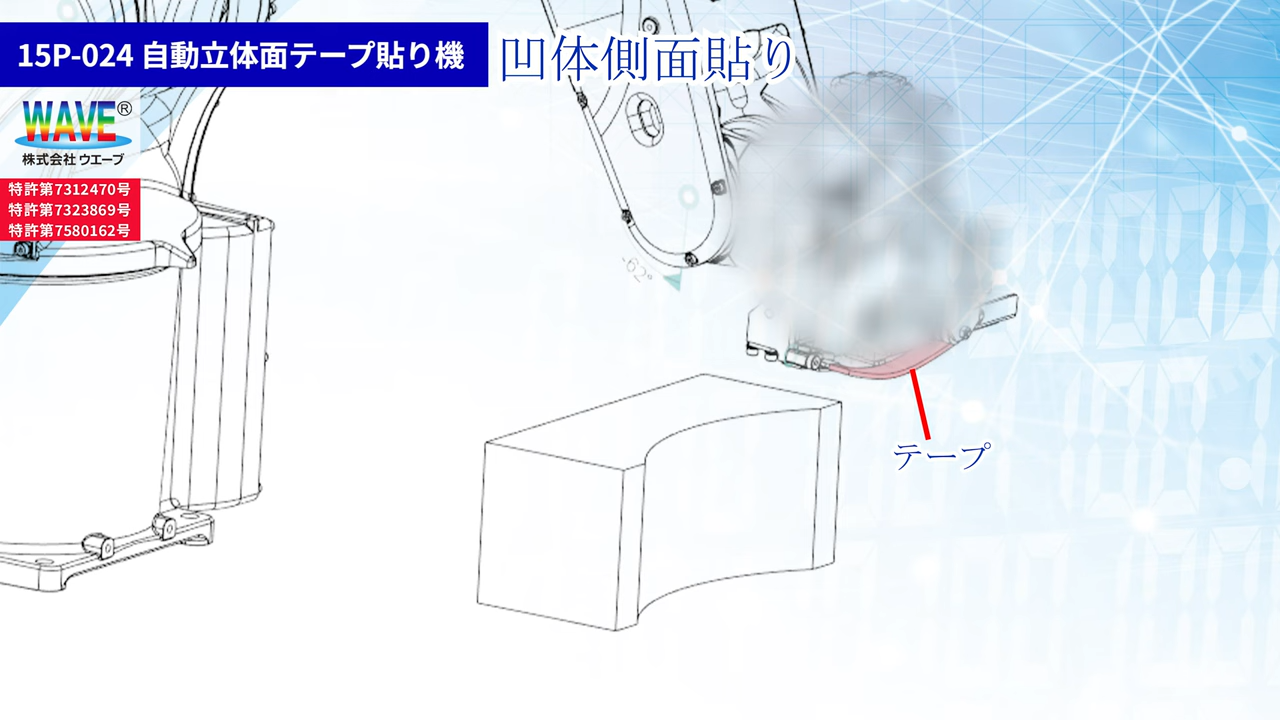 15P-024 自動立体面テープ貼り機
凹体側面貼り
WAVE®
株式会社 ウエーブ
特許第7312470号
特許第7323869号
特許第7580162号
-62°
テープ